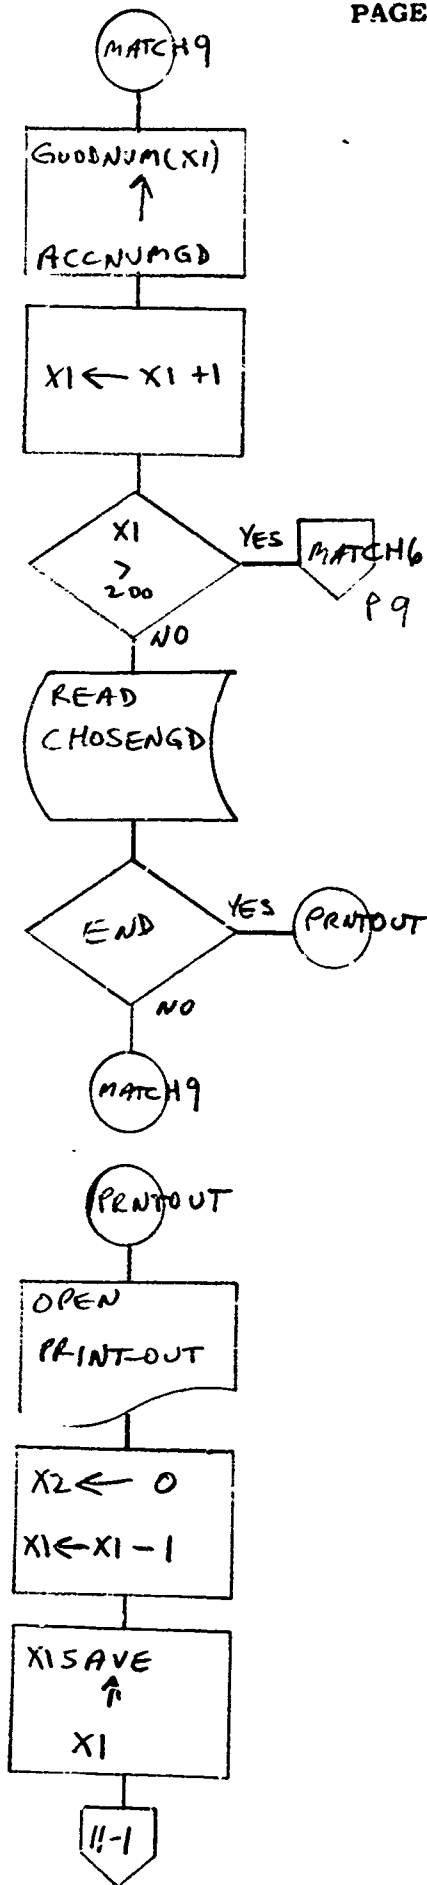 PAGE
MATCH9
GOODNUM(X1)
↑
ACCNUMGD
X1 ← X1 +1
X1
>
200
YES
MATCH6
P 9
NO
READ
CHOSENGD
END
YES
PRNTOUT
NO
MATCH9
PRNTOUT
OPEN
PRINT-OUT
X2 ← 0
X1 ← X1 - 1
X1SAVE
↑
X1
11-1